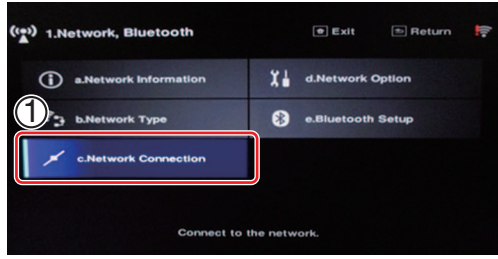 1.Network, Bluetooth Exit Return
a.Network Information d.Network Option
① b.Network Type e.Bluetooth Setup
c.Network Connection
Connect to the network.